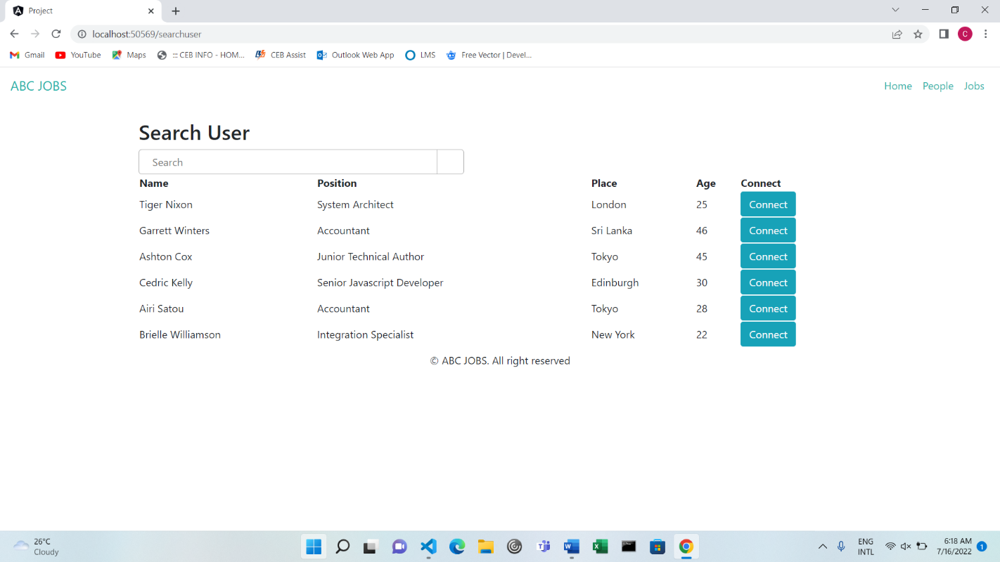 Project
localhost:50569/searchuser
C
Gmail YouTube Maps ::: CEB INFO - HOM... CEB Assist Outlook Web App LMS Free Vector | Devel...
ABC JOBS Home People Jobs
Search User
Search
Name Position Place Age Connect
Tiger Nixon System Architect London 25 Connect
Garrett Winters Accountant Sri Lanka 46 Connect
Ashton Cox Junior Technical Author Tokyo 45 Connect
Cedric Kelly Senior Javascript Developer Edinburgh 30 Connect
Airi Satou Accountant Tokyo 28 Connect
Brielle Williamson Integration Specialist New York 22 Connect
© ABC JOBS. All right reserved
26°C
Cloudy
ENG
INTL
6:18 AM
7/16/2022
1